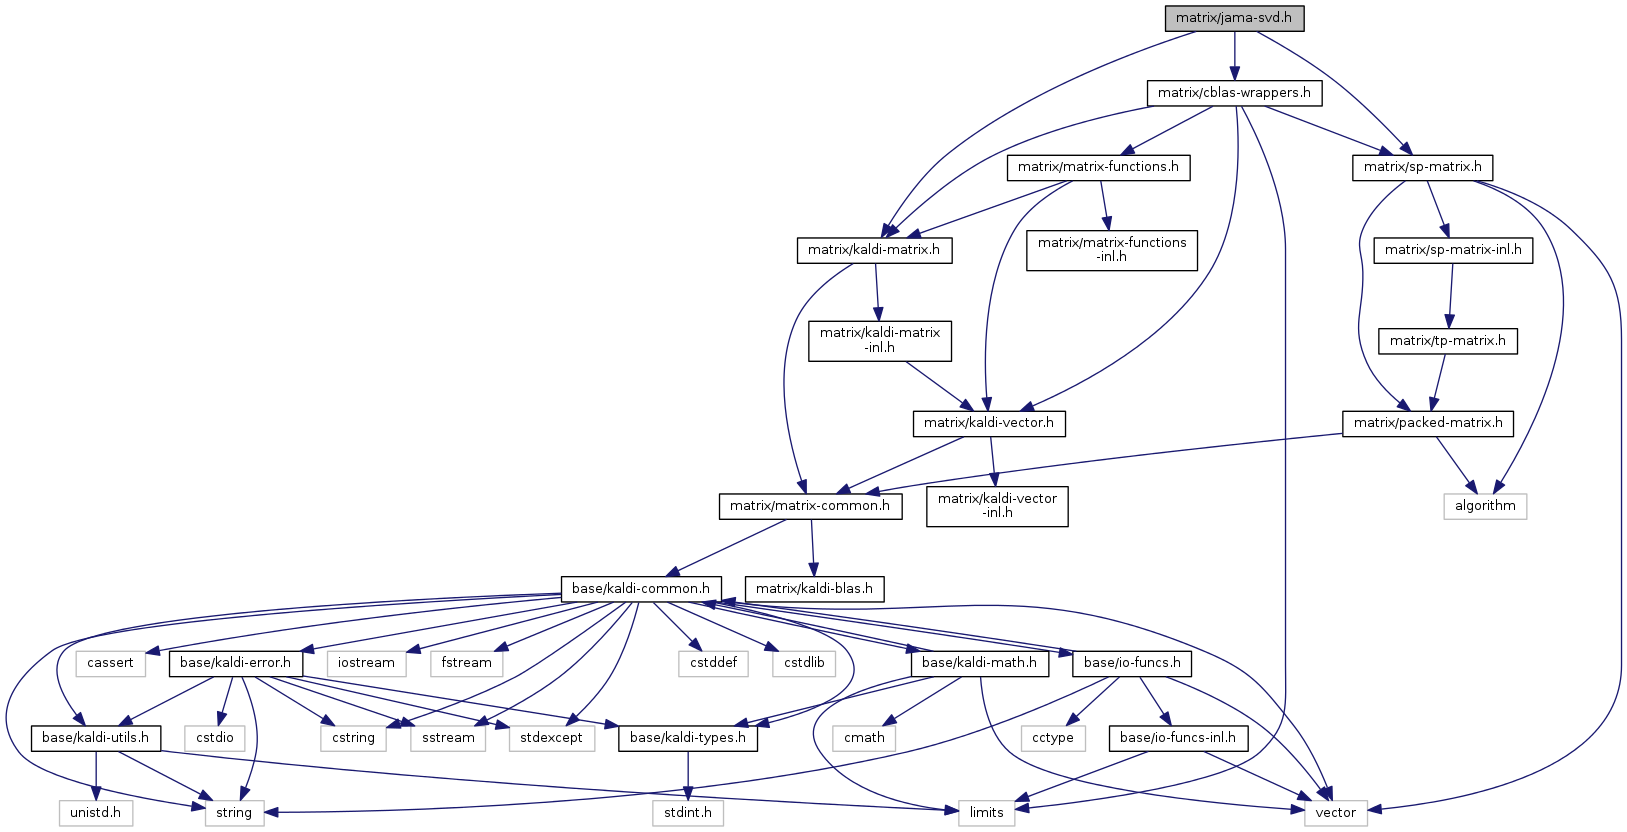 matrix/jama-svd.h
matrix/cblas-wrappers.h
matrix/matrix-functions.h
matrix/sp-matrix.h
matrix/kaldi-matrix.h
matrix/matrix-functions
-inl.h
matrix/sp-matrix-inl.h
matrix/kaldi-matrix
-inl.h
matrix/tp-matrix.h
matrix/kaldi-vector.h
matrix/packed-matrix.h
matrix/matrix-common.h
matrix/kaldi-vector
-inl.h
algorithm
base/kaldi-common.h
matrix/kaldi-blas.h
cassert
base/kaldi-error.h
iostream
fstream
cstddef
cstdlib
base/kaldi-math.h
base/io-funcs.h
base/kaldi-utils.h
cstdio
cstring
sstream
stdexcept
base/kaldi-types.h
cmath
cctype
base/io-funcs-inl.h
unistd.h
string
stdint.h
limits
vector